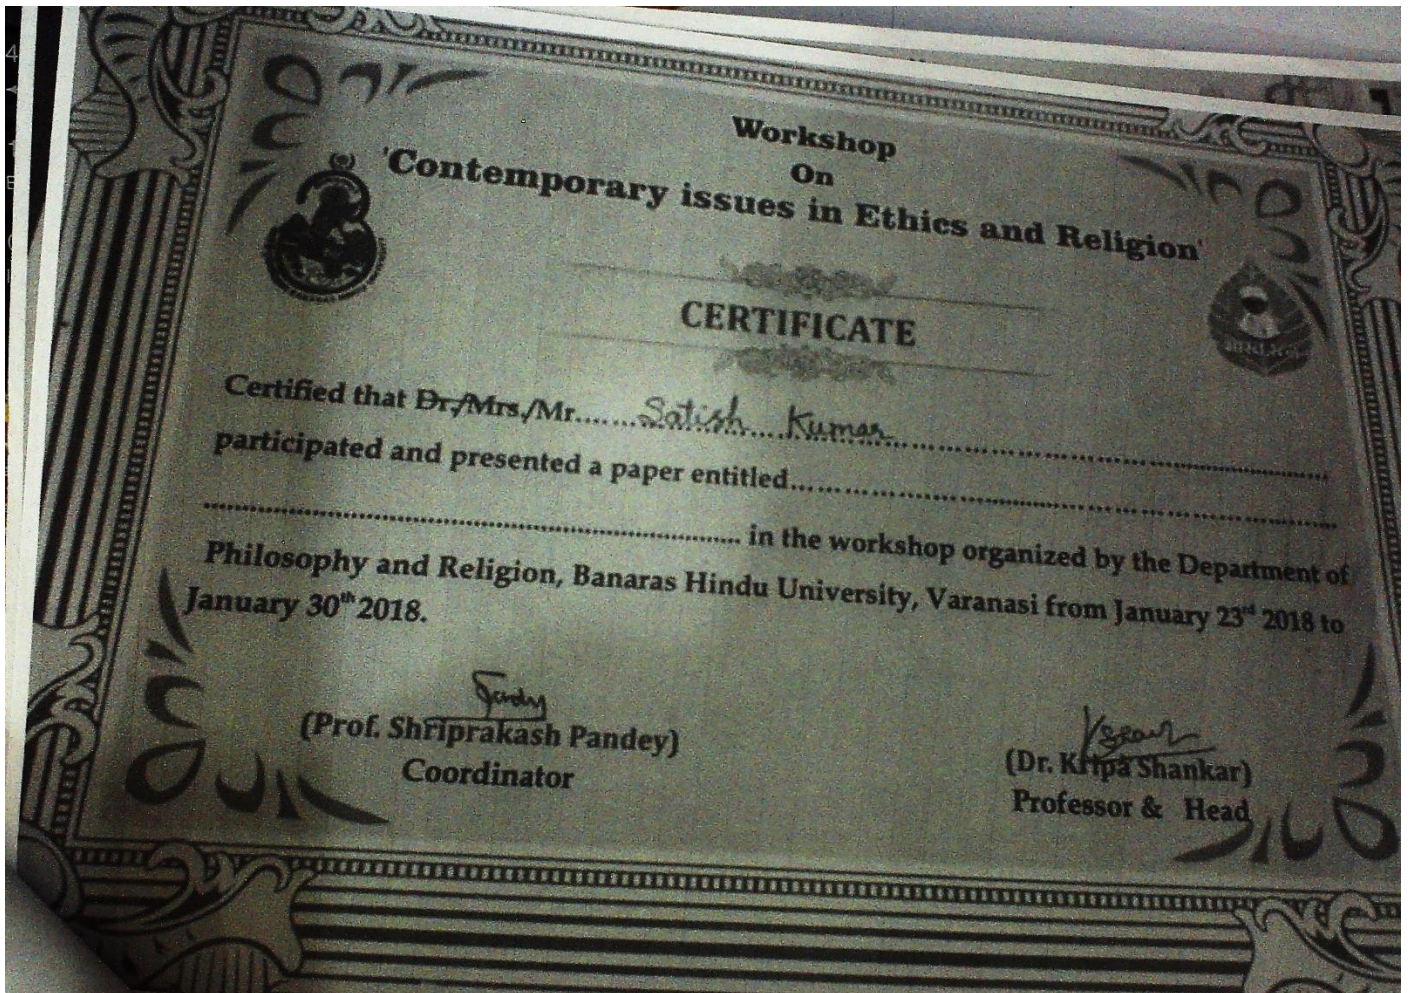 Workshop
On
'Contemporary issues in Ethics and Religion'
CERTIFICATE
Certified that Dr./Mrs./Mr......Satish Kumar..............................
participated and presented a paper entitled..............................
.............................. in the workshop organized by the Department of
Philosophy and Religion, Banaras Hindu University, Varanasi from January 23rd 2018 to
January 30th 2018.
(Prof. Shriprakash Pandey)
Coordinator
(Dr. Kripa Shankar)
Professor & Head